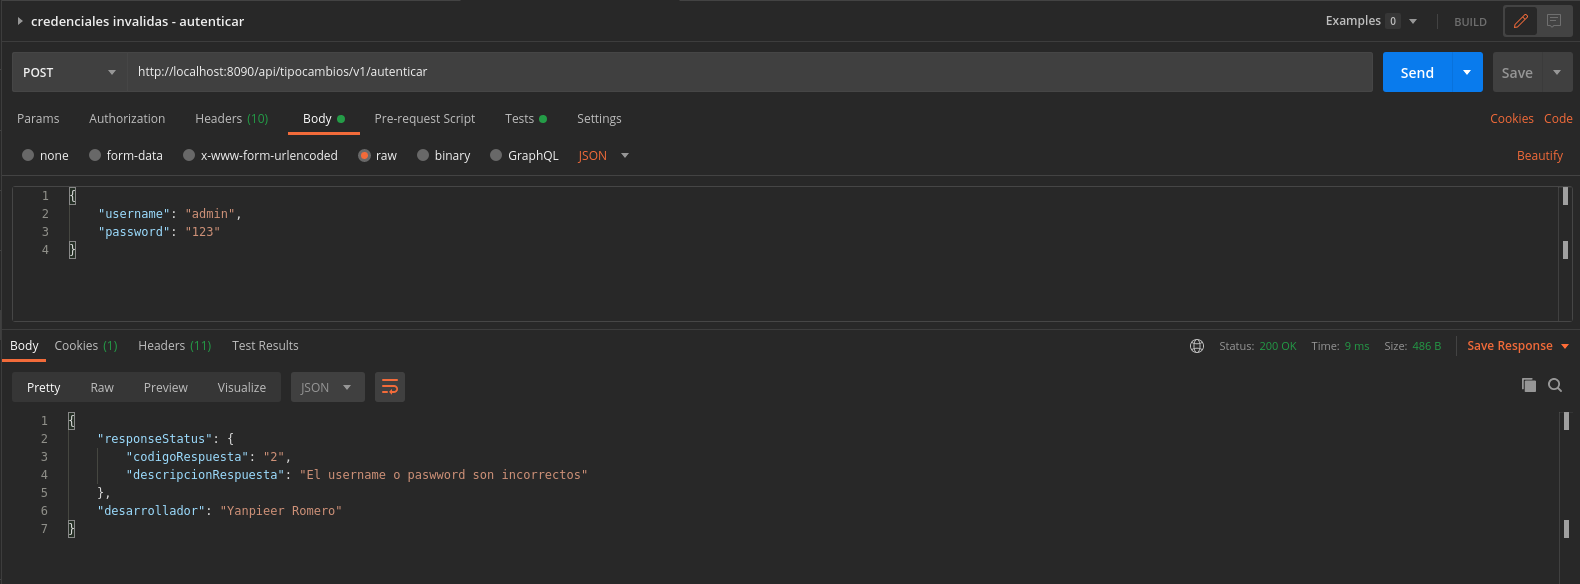 credenciales invalidas - autenticar
Examples 0
BUILD
POST
http://localhost:8090/api/tipocambios/v1/autenticar
Send
Save
Params Authorization Headers (10) Body Pre-request Script Tests Settings Cookies Code
none form-data x-www-form-urlencoded raw binary GraphQL JSON Beautify
1 {
2 "username": "admin",
3 "password": "123"
4 }
Body Cookies (1) Headers (11) Test Results Status: 200 OK Time: 9 ms Size: 486 B Save Response
Pretty Raw Preview Visualize JSON
1 {
2 "responseStatus": {
3 "codigoRespuesta": "2",
4 "descripcionRespuesta": "El username o paswword son incorrectos"
5 },
6 "desarrollador": "Yanpieer Romero"
7 }